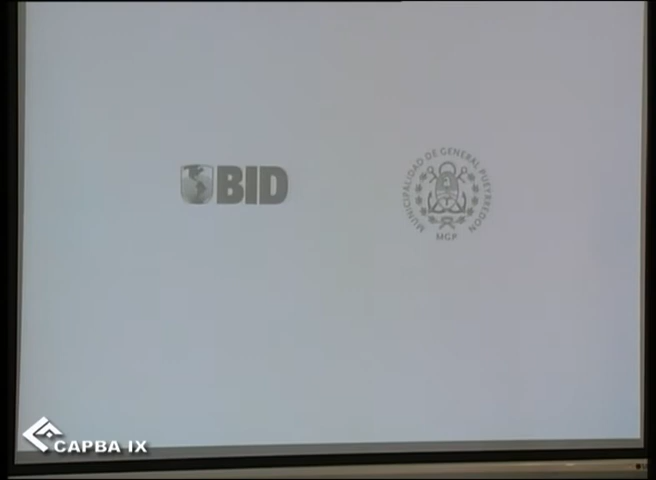 BID
MUNICIPALIDAD DE GENERAL PUEYRREDON
MGP
CAPBA IX